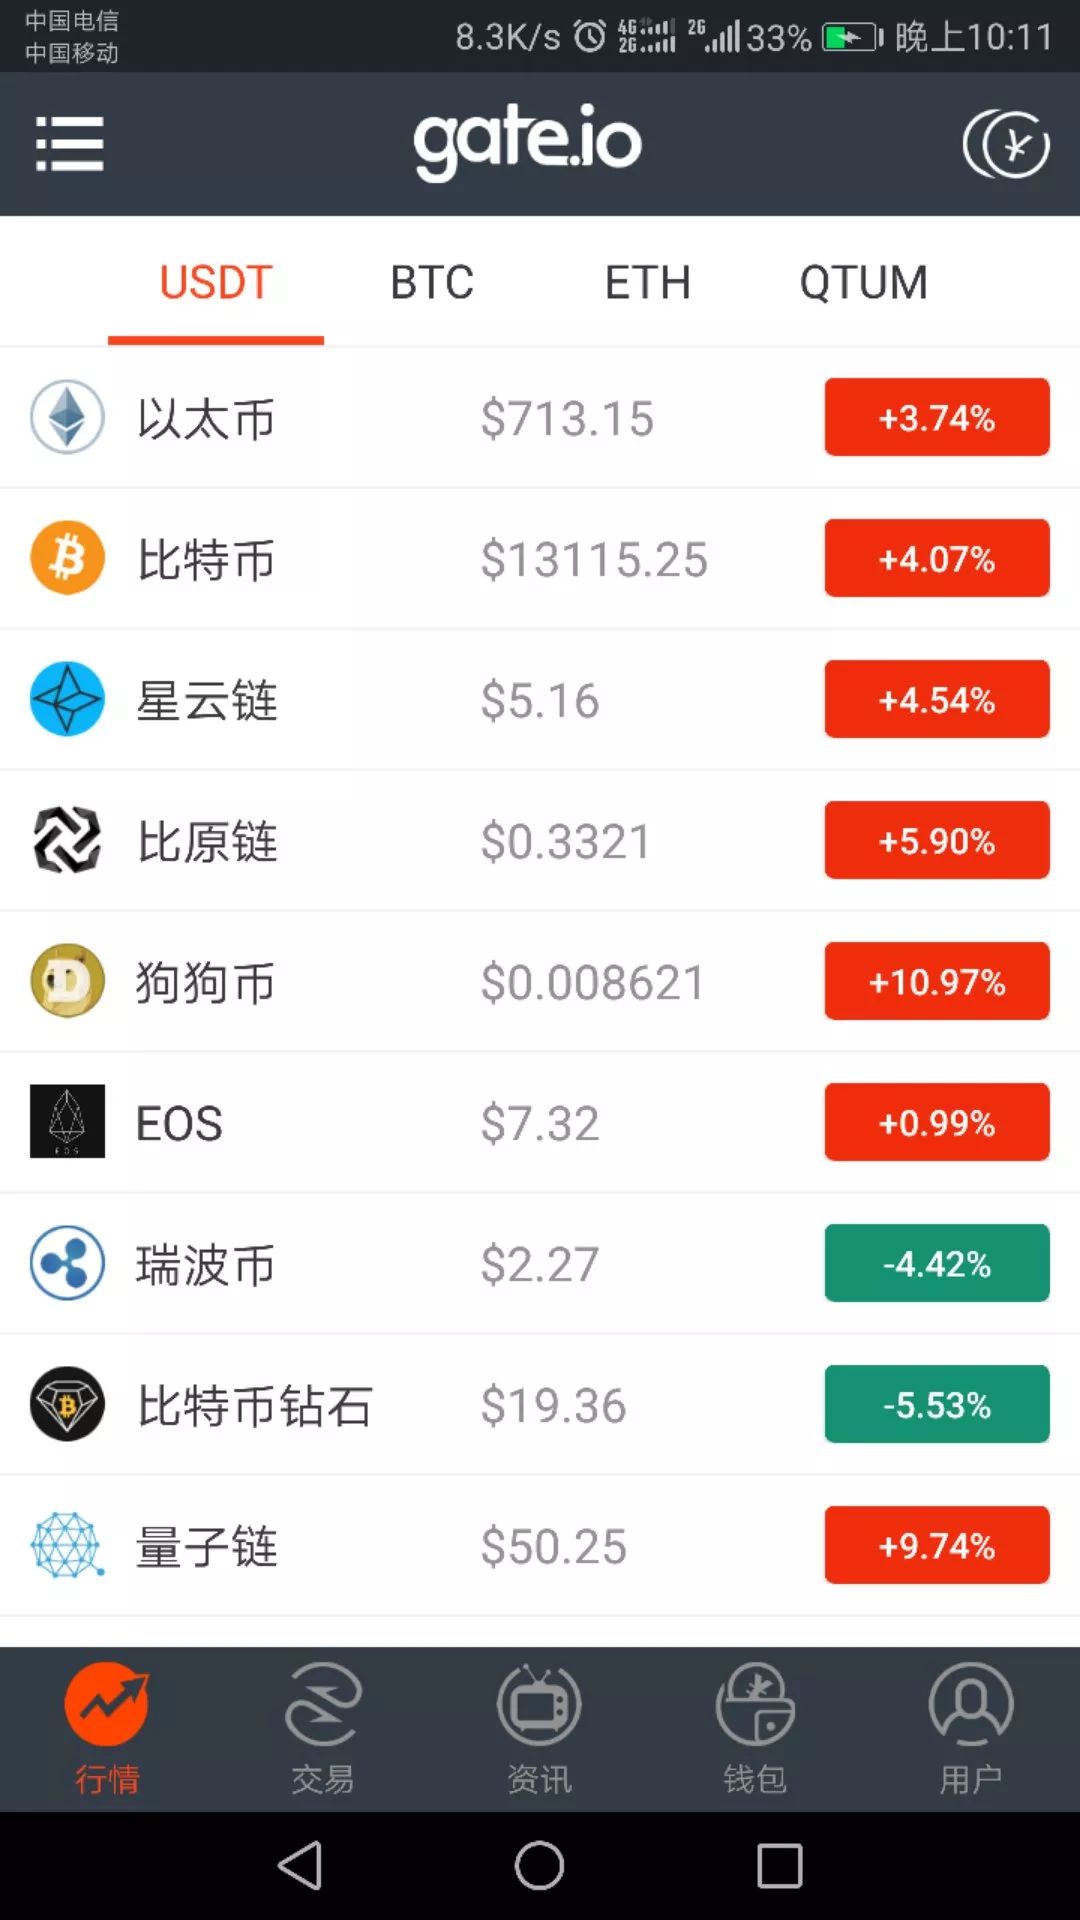 中国电信
中国移动
8.3K/s 4G 2G 2G 33% 晚上10:11
gate.io
USDT BTC ETH QTUM
以太币 $713.15 +3.74%
比特币 $13115.25 +4.07%
星云链 $5.16 +4.54%
比原链 $0.3321 +5.90%
狗狗币 $0.008621 +10.97%
EOS EOS $7.32 +0.99%
瑞波币 $2.27 -4.42%
比特币钻石 $19.36 -5.53%
量子链 $50.25 +9.74%
行情 交易 资讯 钱包 用户